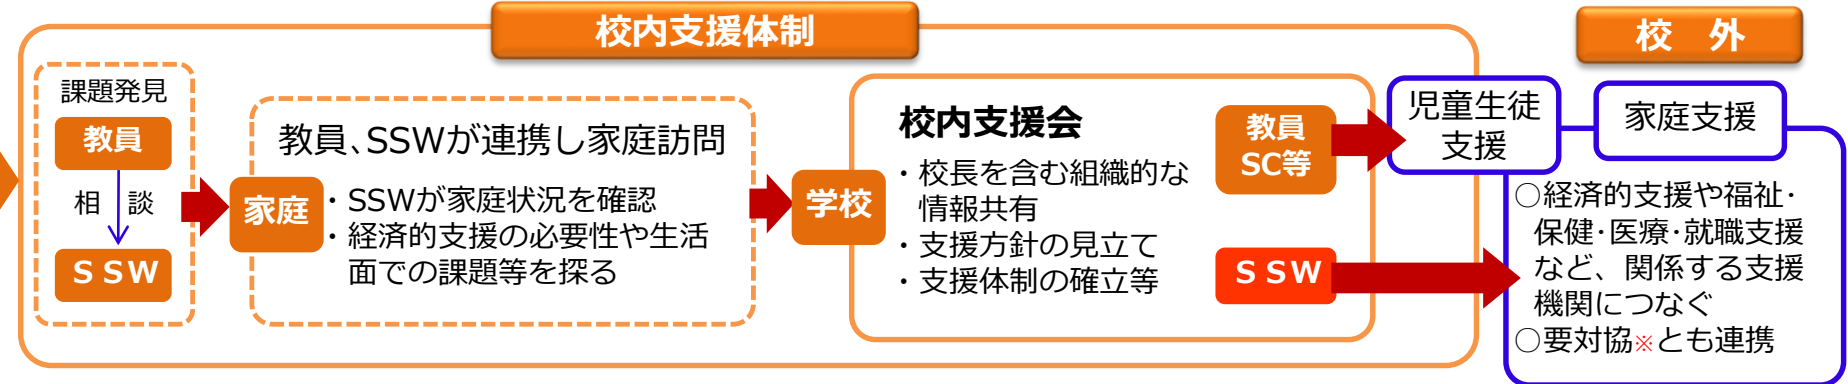 校内支援体制
校　外
課題発見
教員
相　談
ＳＳＷ
教員、SSWが連携し家庭訪問
家庭
・SSWが家庭状況を確認
・経済的支援の必要性や生活
面での課題等を探る
学校
校内支援会
・校長を含む組織的な
情報共有
・支援方針の見立て
・支援体制の確立等
教員
SC等
ＳＳＷ
児童生徒
支援
家庭支援
○経済的支援や福祉･
保健･医療･就職支援
など、関係する支援
機関につなぐ
○要対協※とも連携